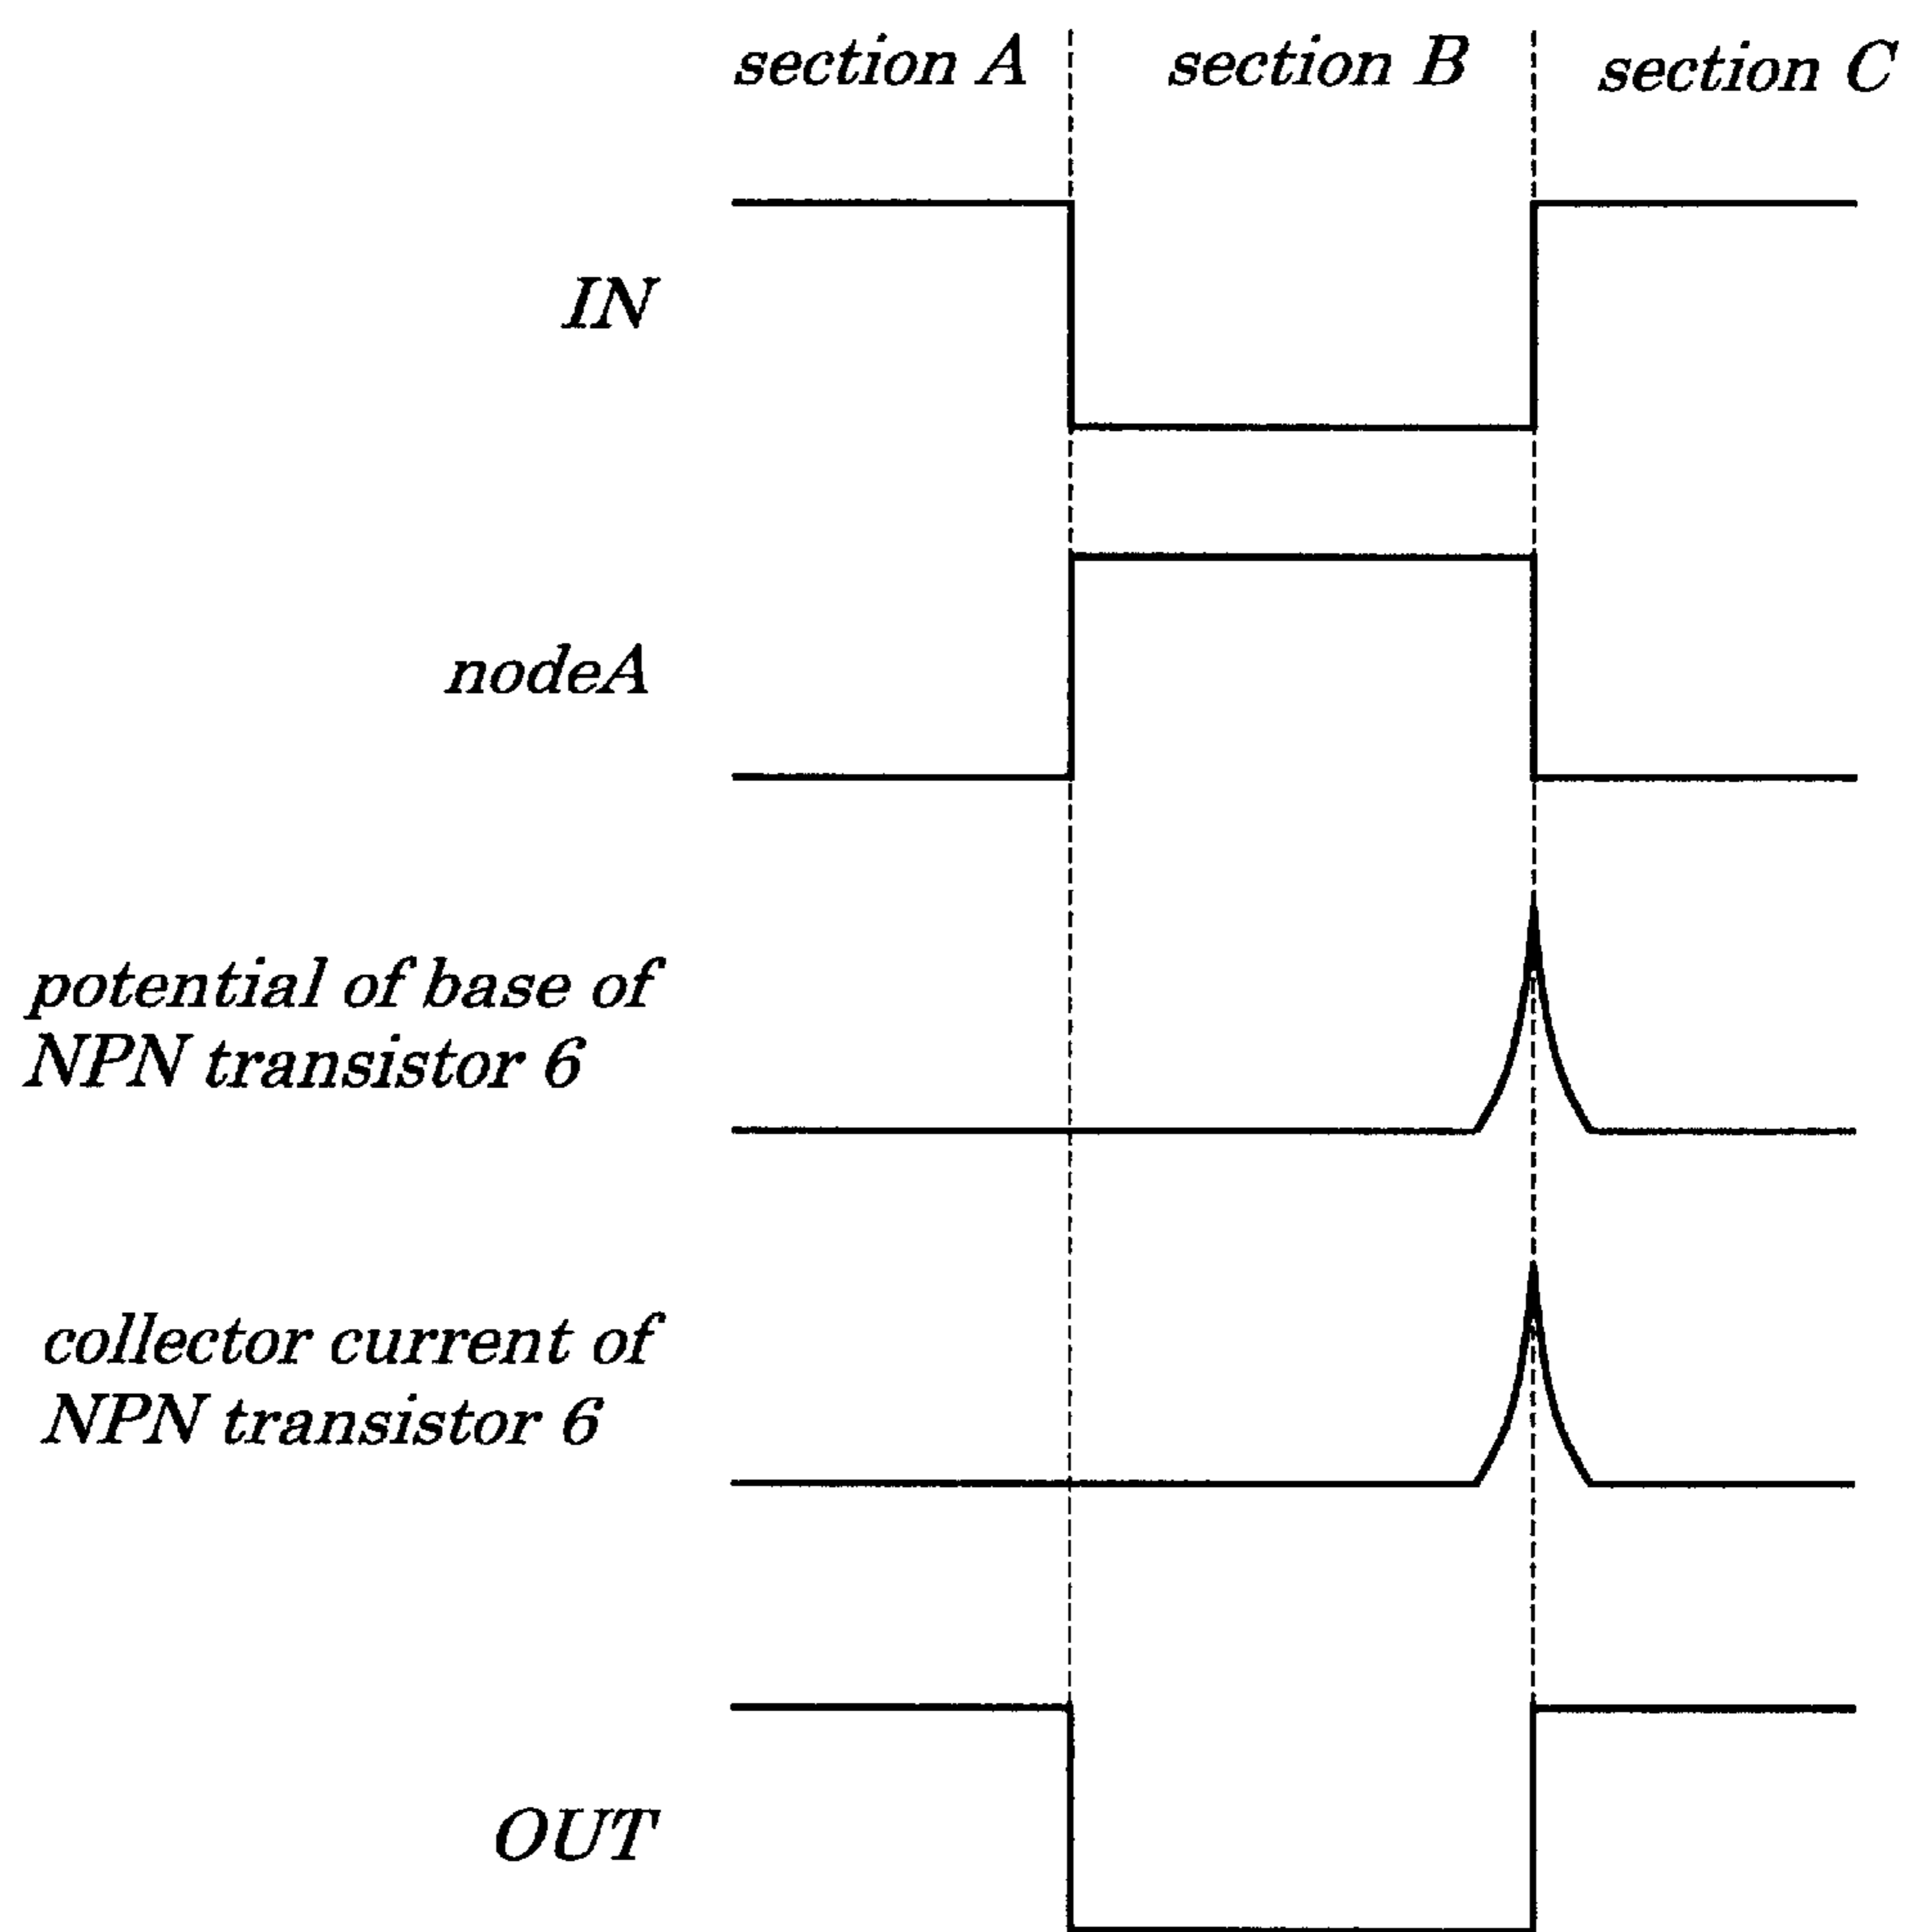 section A section B section C
IN
nodeA
potential of base of
NPN transistor 6
collector current of
NPN transistor 6
OUT